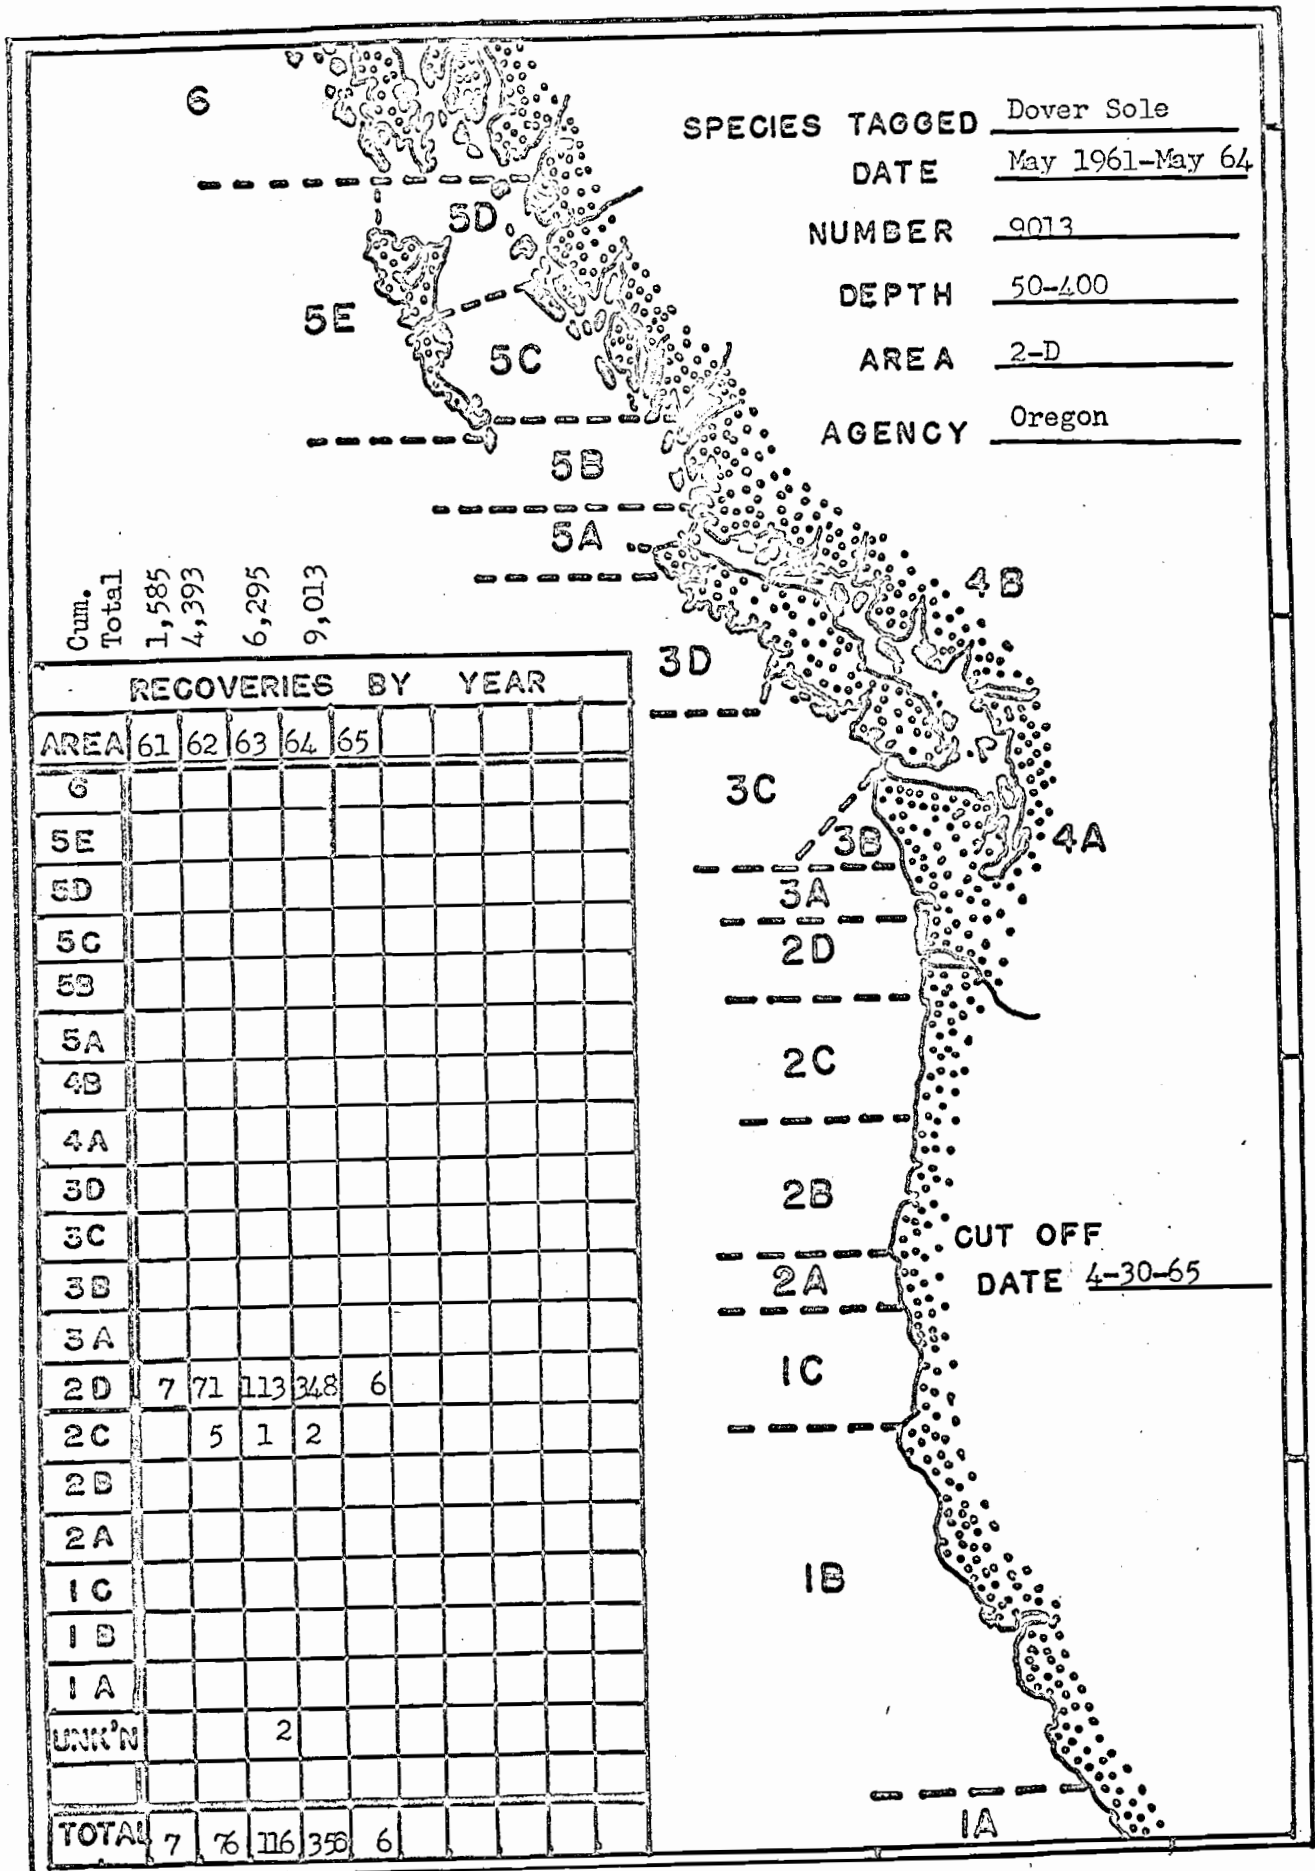 6
SPECIES TAGGED Dover Sole
DATE May 1961-May 64
NUMBER 9013
DEPTH 50-400
AREA 2-D
AGENCY Oregon
5D
5E
5C
5B
5A
4B
3D
3C
3B
4A
3A
2D
2C
2B
CUT OFF
DATE 4-30-65
2A
1C
1B
1A
Cum.
Total
1,585
4,393
6,295
9,013
RECOVERIES BY YEAR
AREA 61 62 63 64 65
6
5E
5D
5C
5B
5A
4B
4A
3D
3C
3B
3A
2D 7 71 113 348 6
2C 5 1 2
2B
2A
1C
1B
1A
UNK'N 2
TOTAL 7 76 116 6